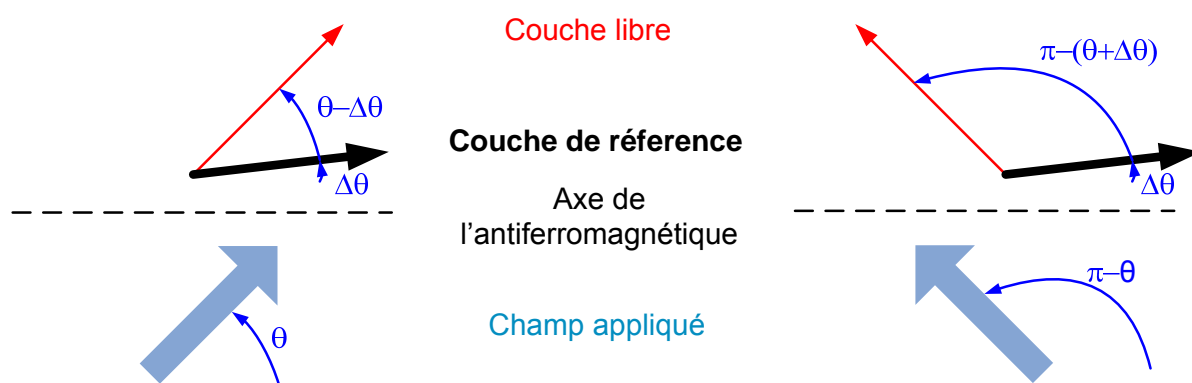 Couche libre
θ−Δθ
π−(θ+Δθ)
Couche de réference
Δθ
Δθ
Axe de
l'antiferromagnétique
π−θ
Champ appliqué
θ